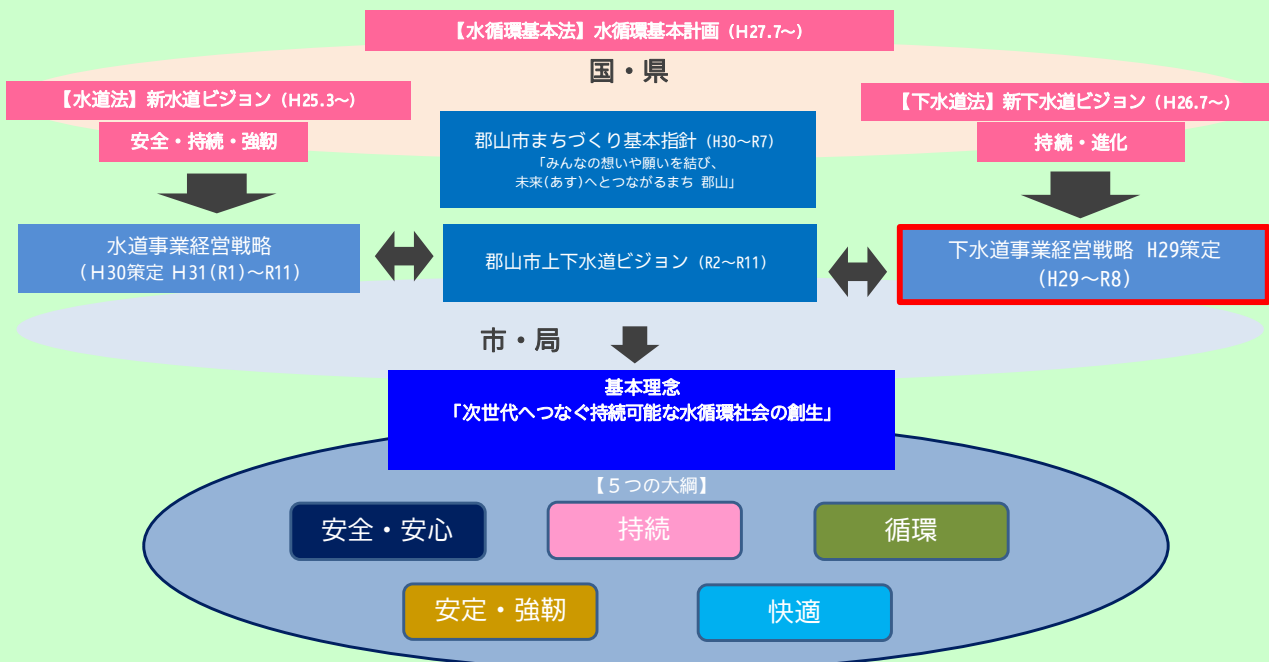 【水循環基本法】水循環基本計画（H27.7～）
国・県
【水道法】新水道ビジョン（H25.3～）
安全・持続・強靭
【下水道法】新下水道ビジョン（H26.7～）
持続・進化
郡山市まちづくり基本指針（H30～R7）
「みんなの想いや願いを結び、
未来(あす)へとつながるまち 郡山」
水道事業経営戦略
（H30策定 H31(R1)～R11）
郡山市上下水道ビジョン（R2～R11）
下水道事業経営戦略 H29策定
（H29～R8）
市・局
基本理念
「次世代へつなぐ持続可能な水循環社会の創生」
【５つの大綱】
安全・安心
持続
循環
安定・強靭
快適